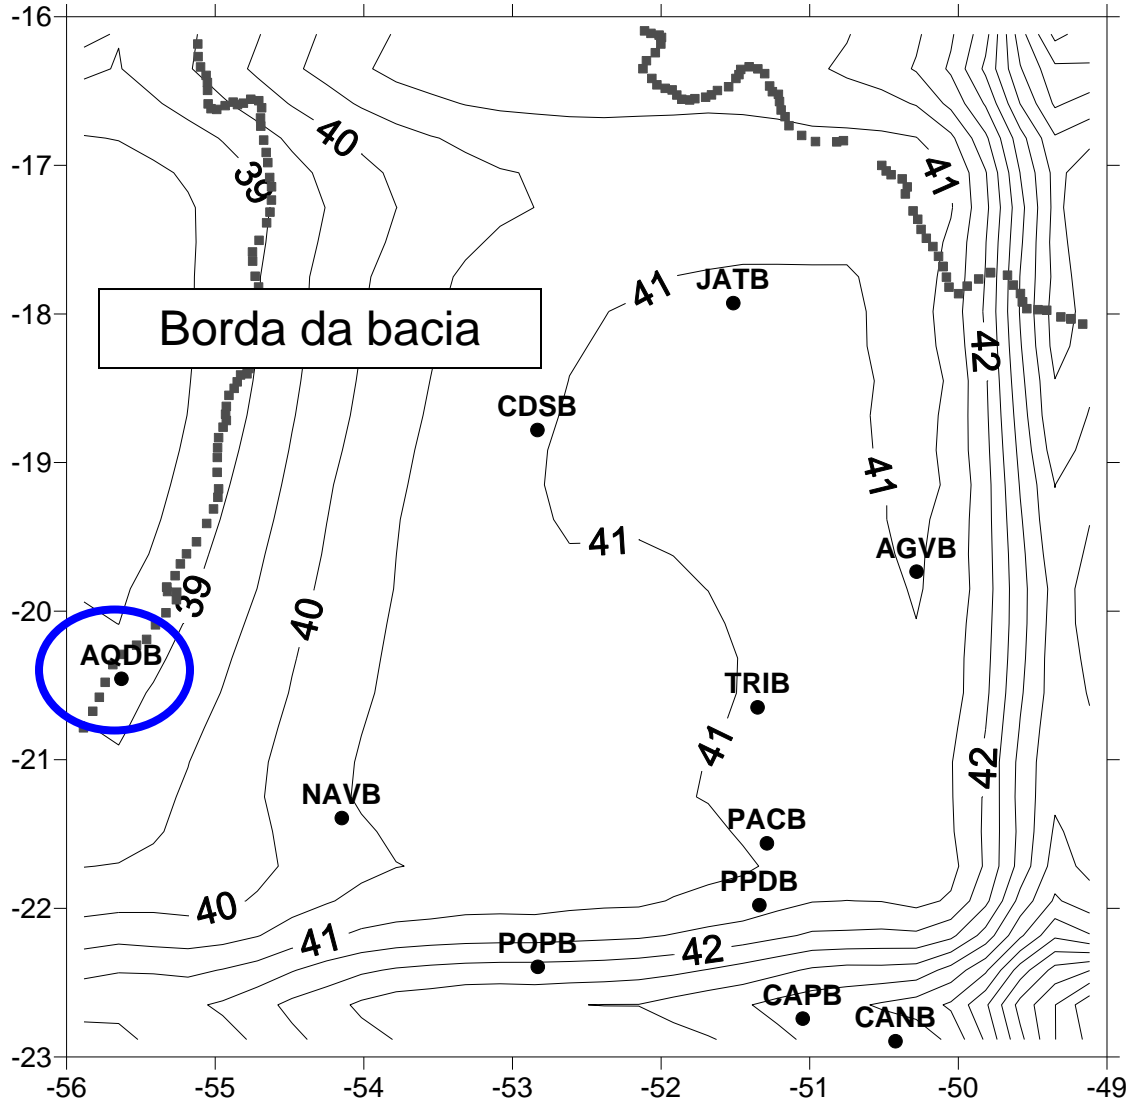 -16
40
39
41
-17
41
JATB
-18
Borda da bacia
42
CDSB
-19
41
41
AGVB
39
-20
40
AQDB
TRIB
41
-21
42
NAVB
PACB
PPDB
-22
40
41
POPB
42
CAPB
CANB
-23
-56 -55 -54 -53 -52 -51 -50 -49